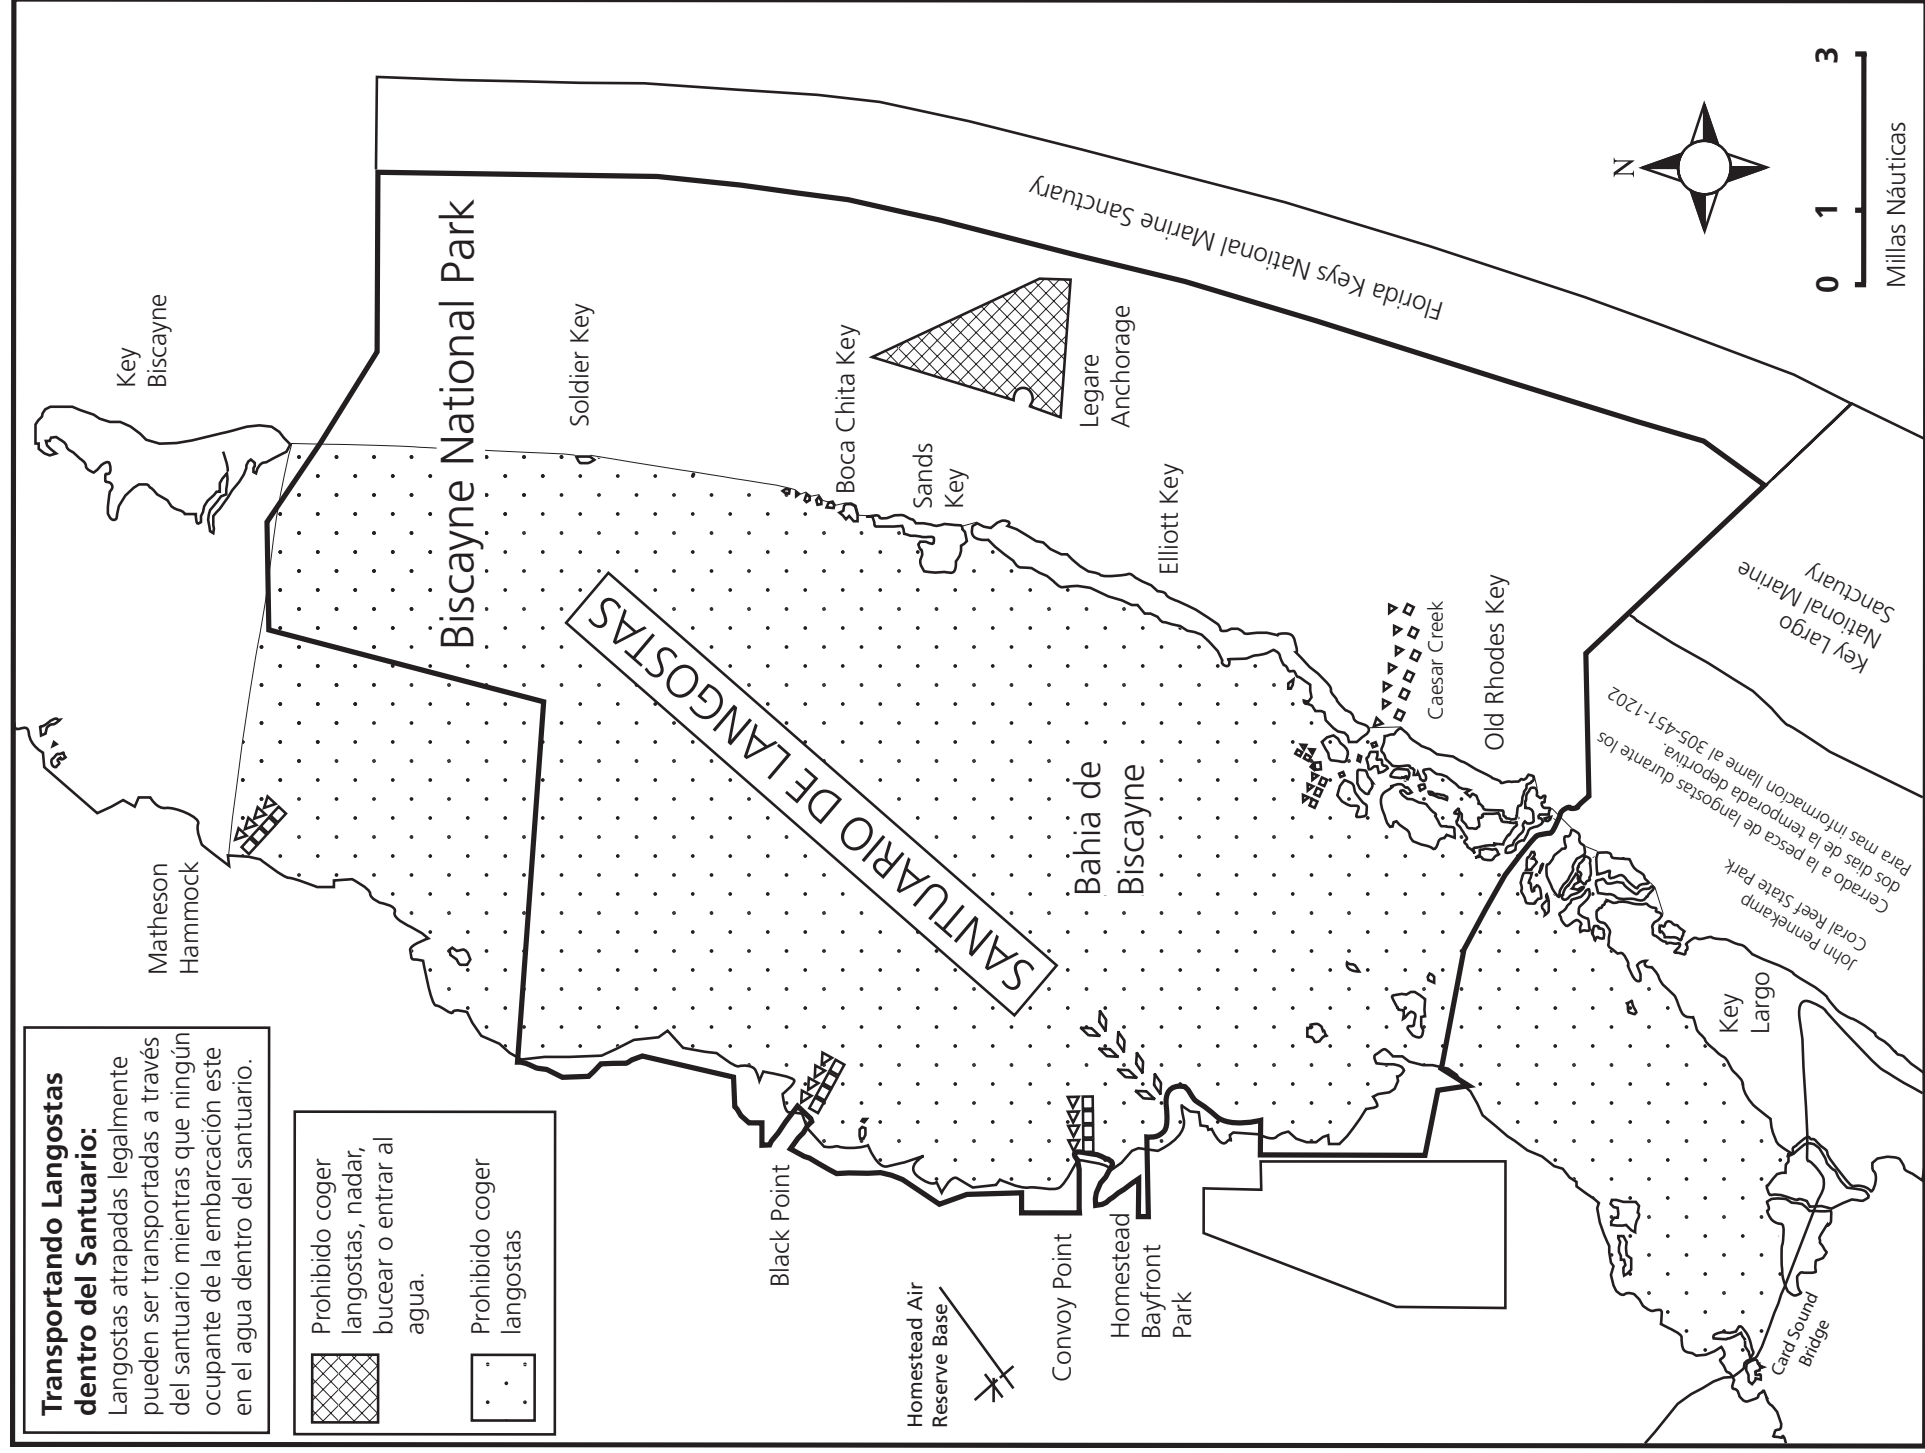 Transportando Langostas
dentro del Santuario:
Langostas atrapadas legalmente
pueden ser transportadas a través
del santuario mientras que ningún
ocupante de la embarcación este
en el agua dentro del santuario.
Prohibido coger
langostas, nadar,
bucear o entrar al
agua.
Prohibido coger
langostas
Key
Biscayne
Matheson
Hammock
Biscayne National Park
Soldier Key
Boca Chita Key
Sands
Key
Legare
Anchorage
Elliott Key
Florida Keys National Marine Sanctuary
SANTUARIO DE LANGOSTAS
Bahia de
Biscayne
Black Point
Homestead Air
Reserve Base
Convoy Point
Homestead
Bayfront
Park
Caesar Creek
Old Rhodes Key
Key Largo
National Marine
Sanctuary
John Pennekamp
Coral Reef State Park
Cerrado a la pesca de langostas durante los
dos dias de la temporada deportiva.
Para mas informacíon llame al 305-451-1202
Key
Largo
Card Sound
Bridge
N
0 1 3
Millas Náuticas